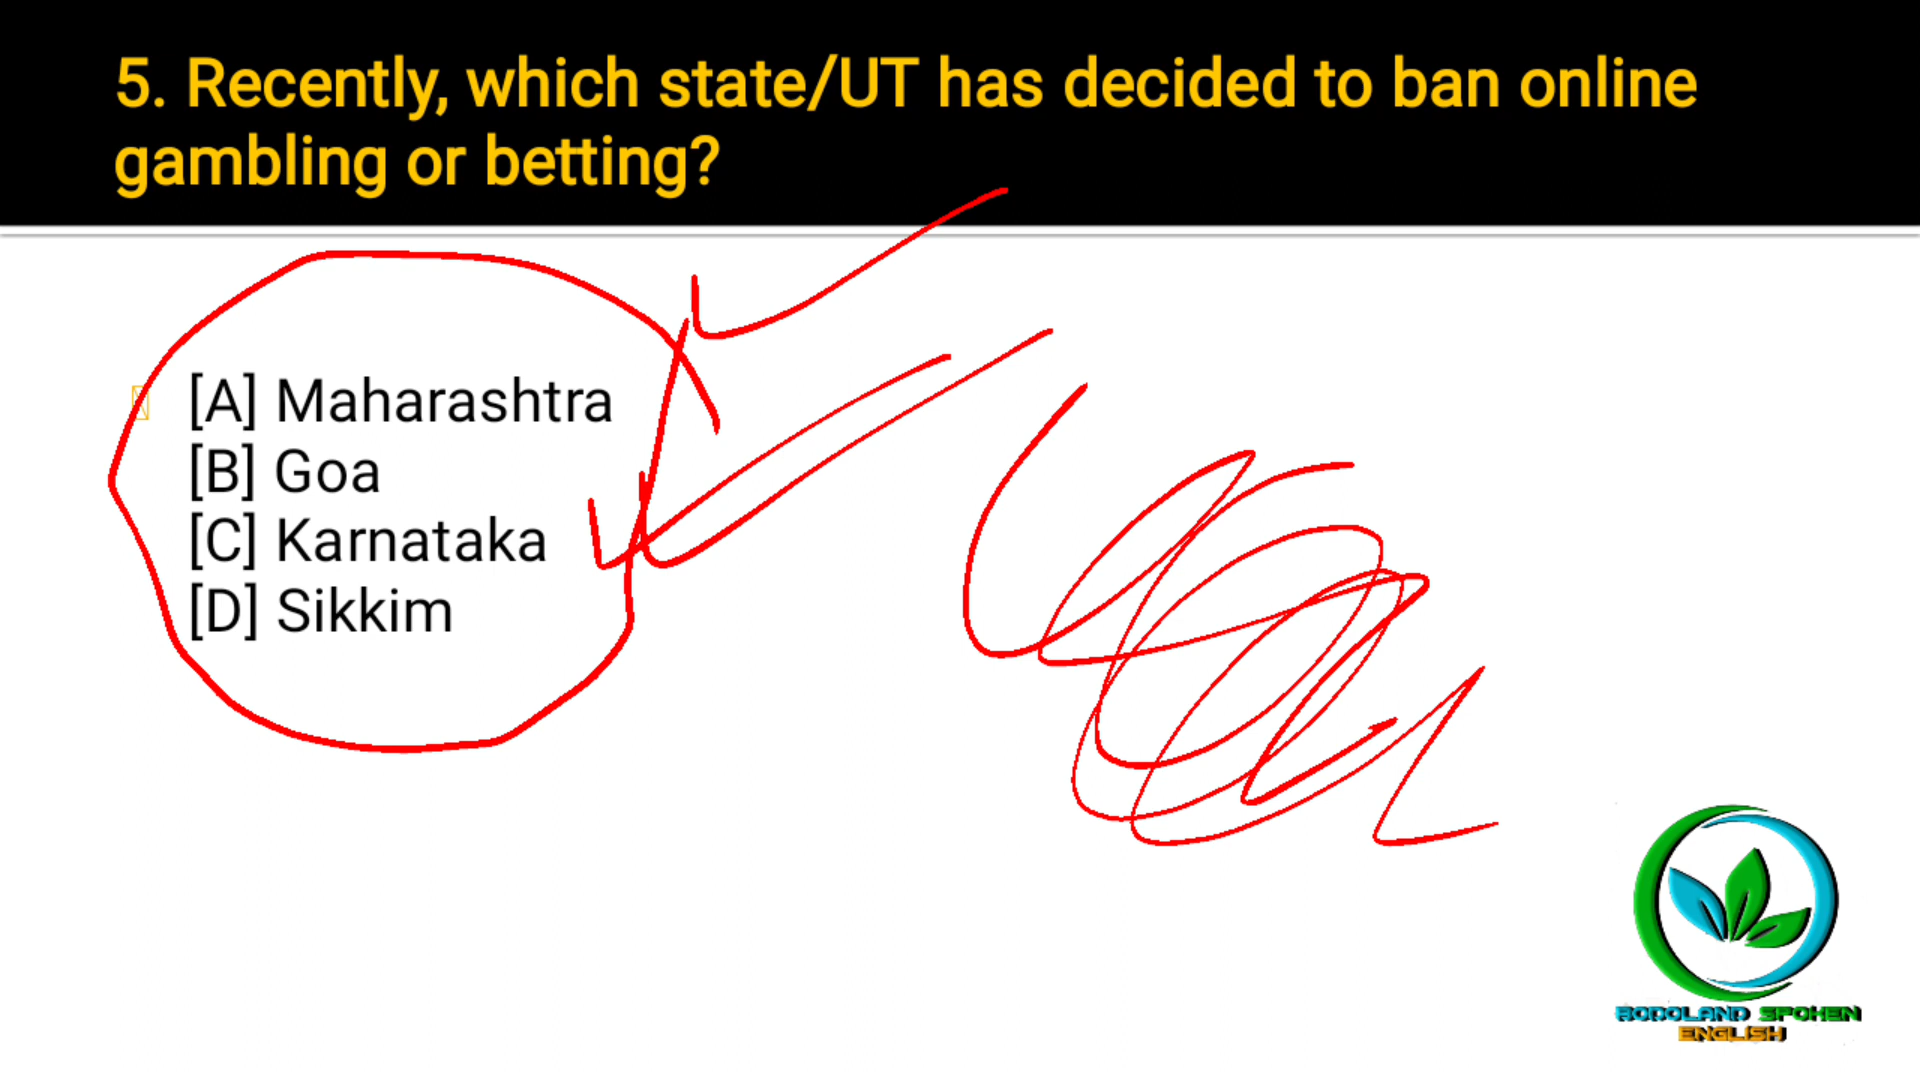 5. Recently, which state/UT has decided to ban online
gambling or betting?
[A] Maharashtra
[B] Goa
[C] Karnataka
[D] Sikkim
BODOLAND SPOKEN
ENGLISH